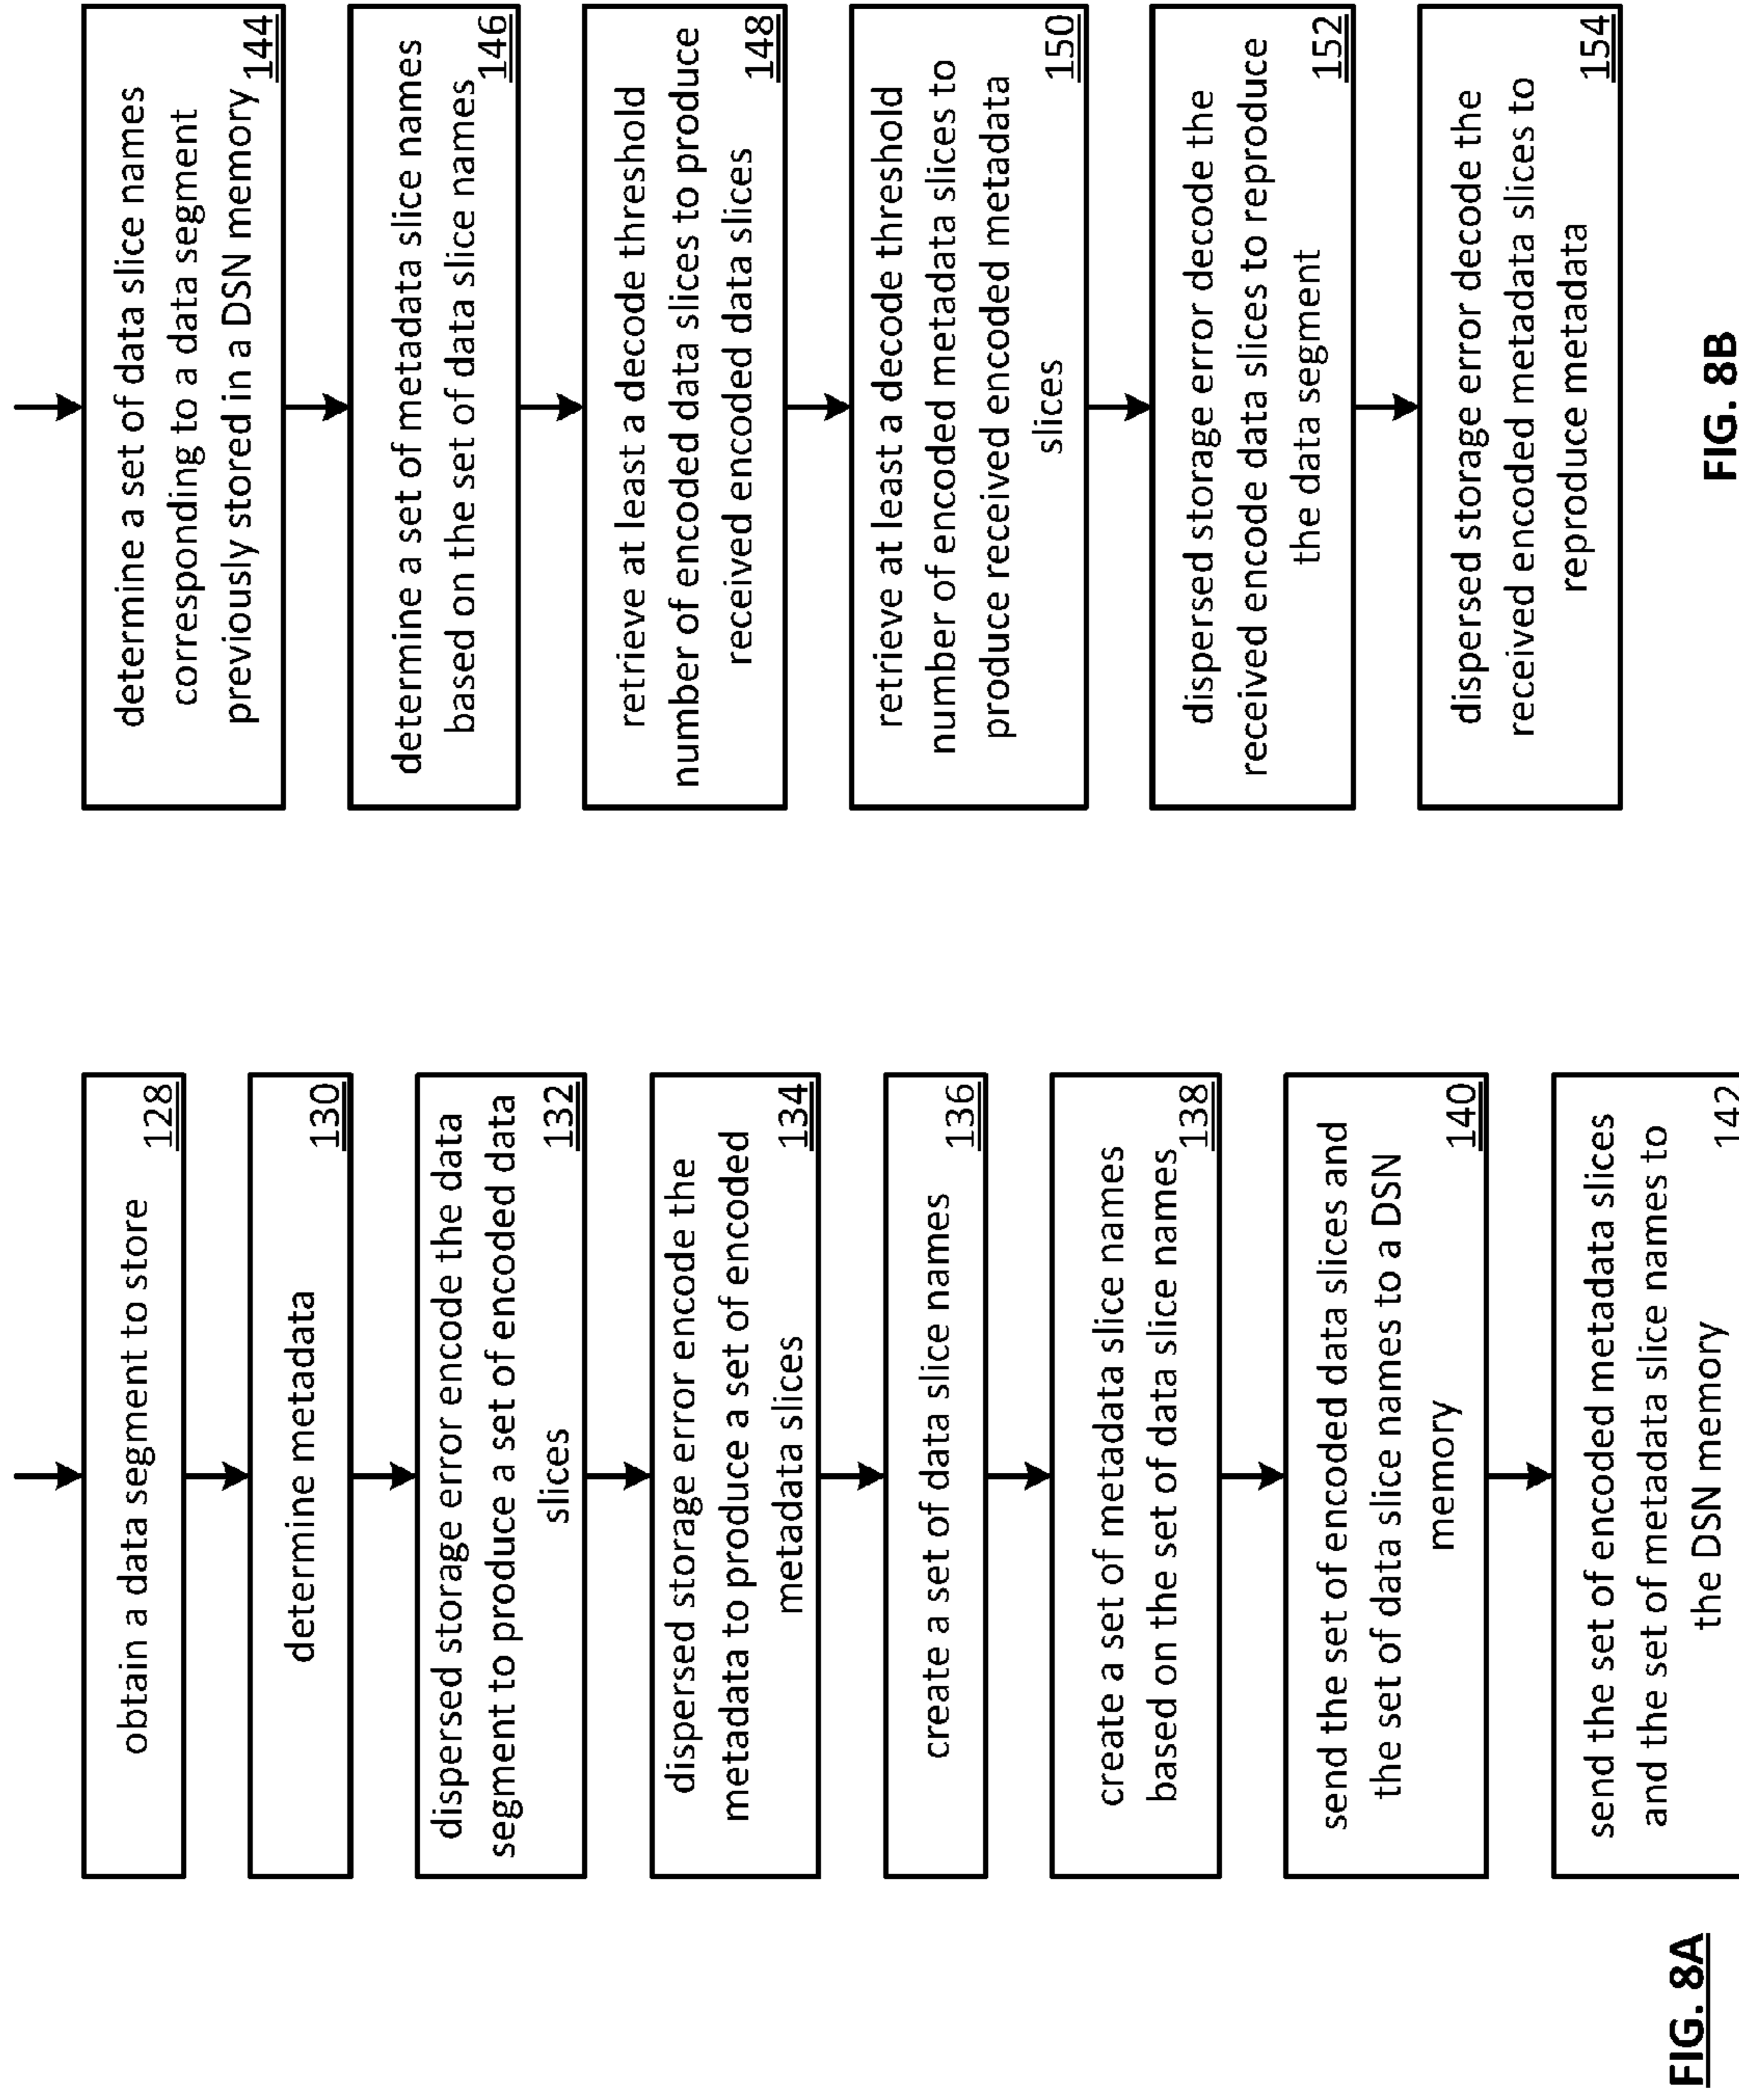 obtain a data segment to store
128
determine metadata
130
dispersed storage error encode the data
segment to produce a set of encoded data
slices
132
dispersed storage error encode the
metadata to produce a set of encoded
metadata slices
134
create a set of data slice names
136
create a set of metadata slice names
based on the set of data slice names
138
send the set of encoded data slices and
the set of data slice names to a DSN
memory
140
send the set of encoded metadata slices
and the set of metadata slice names to
the DSN memory
142
FIG. 8A
determine a set of data slice names
corresponding to a data segment
previously stored in a DSN memory
144
determine a set of metadata slice names
based on the set of data slice names
146
retrieve at least a decode threshold
number of encoded data slices to produce
received encoded data slices
148
retrieve at least a decode threshold
number of encoded metadata slices to
produce received encoded metadata
slices
150
dispersed storage error decode the
received encode data slices to reproduce
the data segment
152
dispersed storage error decode the
received encoded metadata slices to
reproduce metadata
154
FIG. 8B